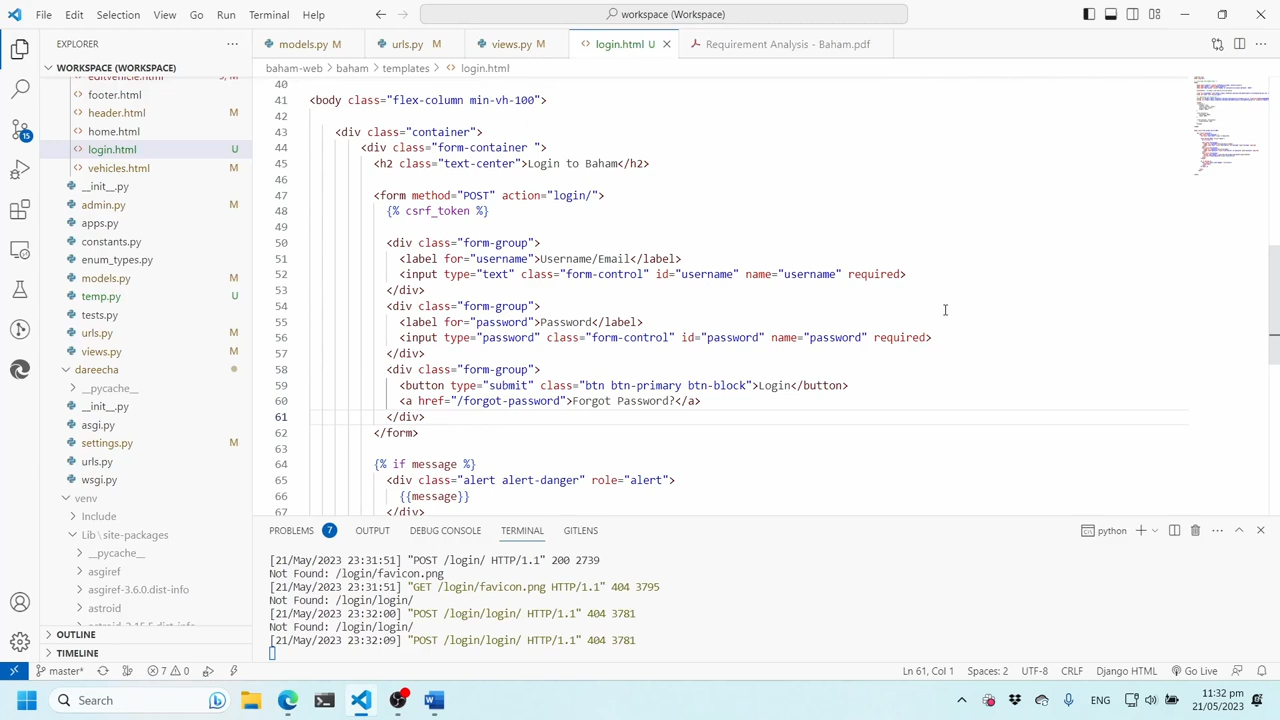 File Edit Selection View Go Run Terminal Help
workspace (Workspace)
EXPLORER
models.py M urls.py M views.py M login.html U Requirement Analysis - Baham.pdf
WORKSPACE (WORKSPACE)
baham-web > baham > templates > login.html
editvehicle.html 9, M
footer.html
header.html M
home.html
login.html U
vehicles.html M
__init__.py
admin.py M
apps.py
constants.py
enum_types.py
models.py M
temp.py U
tests.py
urls.py M
views.py M
dareecha
__pycache__
__init__.py
asgi.py
settings.py M
urls.py
wsgi.py
venv
Include
Lib \ site-packages
__pycache__
asgiref
asgiref-3.6.0.dist-info
astroid
OUTLINE
TIMELINE
40
41 <body class="flex-column
43 <div class="container">
44 <div class="form-container ">
45 <h2 class="text-center">Connect to Baham</h2>
46
47 <form method="POST" action="login/">
48 {% csrf_token %}
49
50 <div class="form-group">
51 <label for="username">Username/Email</label>
52 <input type="text" class="form-control" id="username" name="username" required>
53 </div>
54 <div class="form-group">
55 <label for="password">Password</label>
56 <input type="password" class="form-control" id="password" name="password" required>
57 </div>
58 <div class="form-group">
59 <button type="submit" class="btn btn-primary btn-block">Login</button>
60 <a href="/forgot-password">Forgot Password?</a>
61 </div>
62 </form>
63
64 {% if message %}
65 <div class="alert alert-danger" role="alert">
66 {{message}}
67 </div>
PROBLEMS 7 OUTPUT DEBUG CONSOLE TERMINAL GITLENS
python
[21/May/2023 23:31:51] "POST /login/ HTTP/1.1" 200 2739
Not Found: /login/favicon.png
[21/May/2023 23:31:51] "GET /login/favicon.png HTTP/1.1" 404 3795
Not Found: /login/login/
[21/May/2023 23:32:00] "POST /login/login/ HTTP/1.1" 404 3781
Not Found: /login/login/
[21/May/2023 23:32:09] "POST /login/login/ HTTP/1.1" 404 3781
15
master* 7 0 Ln 61, Col 1 Spaces: 2 UTF-8 CRLF Django HTML Go Live
Search
ENG
11:32 pm
21/05/2023